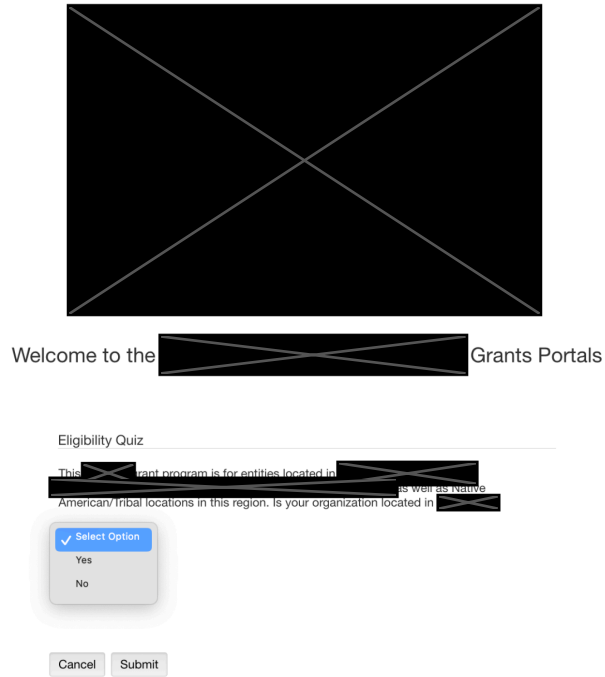 Welcome to the Grants Portals
Eligibility Quiz
This grant program is for entities located in
as well as Native
American/Tribal locations in this region. Is your organization located in
Select Option
Yes
No
Cancel Submit